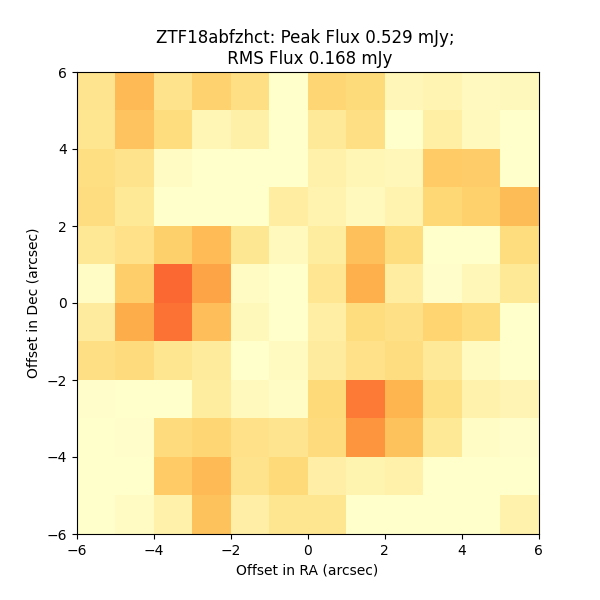 ZTF18abfzhct: Peak Flux 0.529 mJy;
RMS Flux 0.168 mJy
6
4
2
0
−2
−4
−6
Offset in Dec (arcsec)
−6 −4 −2 0 2 4 6
Offset in RA (arcsec)